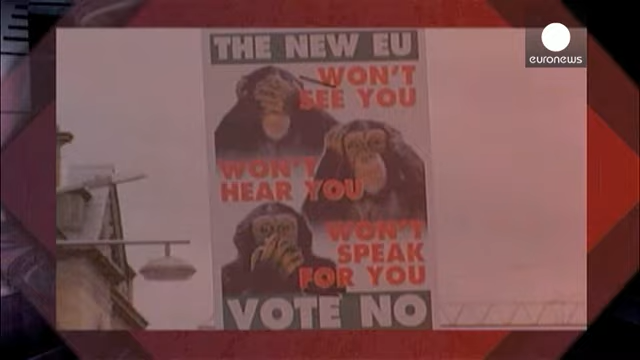 THE NEW EU
WON'T
SEE YOU
WON'T
HEAR YOU
WON'T
SPEAK
FOR YOU
VOTE NO
euronews